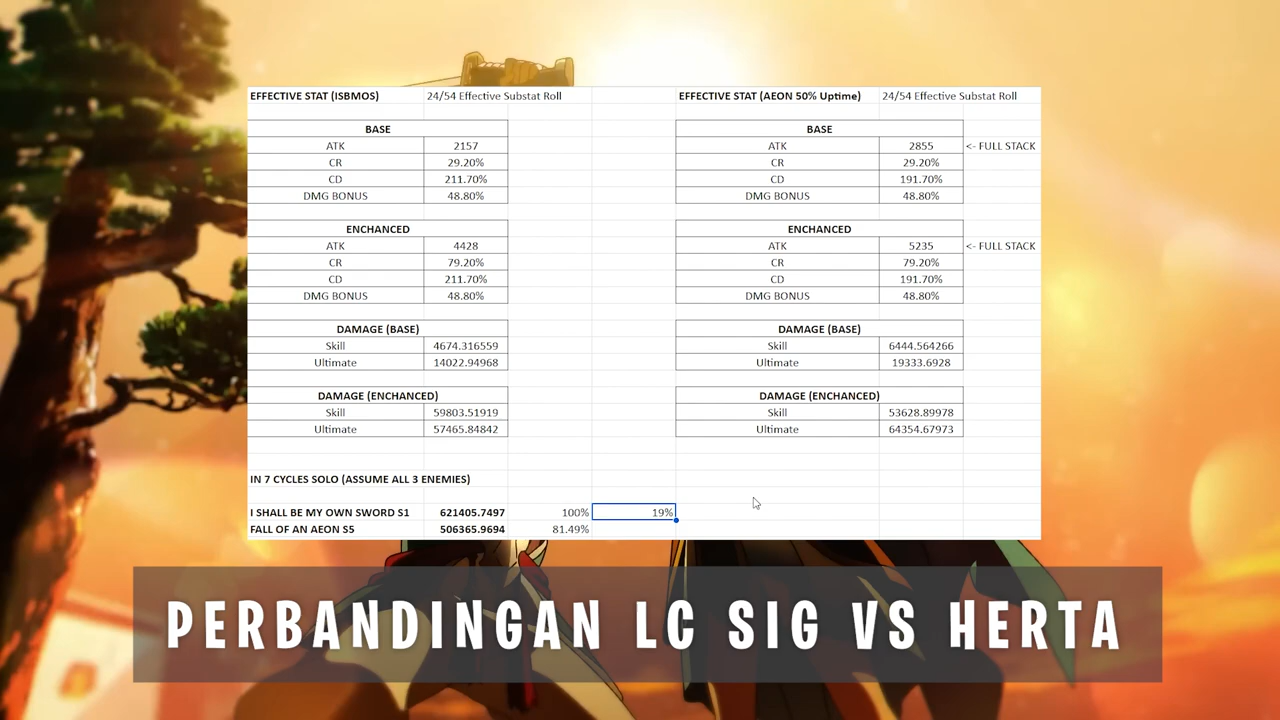 EFFECTIVE STAT (ISBMOS) 24/54 Effective Substat Roll EFFECTIVE STAT (AEON 50% Uptime) 24/54 Effective Substat Roll
BASE BASE
ATK 2157 ATK 2855 <- FULL STACK
CR 29.20% CR 29.20%
CD 211.70% CD 191.70%
DMG BONUS 48.80% DMG BONUS 48.80%
ENCHANCED ENCHANCED
ATK 4428 ATK 5235 <- FULL STACK
CR 79.20% CR 79.20%
CD 211.70% CD 191.70%
DMG BONUS 48.80% DMG BONUS 48.80%
DAMAGE (BASE) DAMAGE (BASE)
Skill 4674.316559 Skill 6444.564266
Ultimate 14022.94968 Ultimate 19333.6928
DAMAGE (ENCHANCED) DAMAGE (ENCHANCED)
Skill 59803.51919 Skill 53628.89978
Ultimate 57465.84842 Ultimate 64354.67973
IN 7 CYCLES SOLO (ASSUME ALL 3 ENEMIES)
I SHALL BE MY OWN SWORD S1 621405.7497 100% 19%
FALL OF AN AEON S5 506365.9694 81.49%
PERBANDINGAN LC SIG VS HERTA